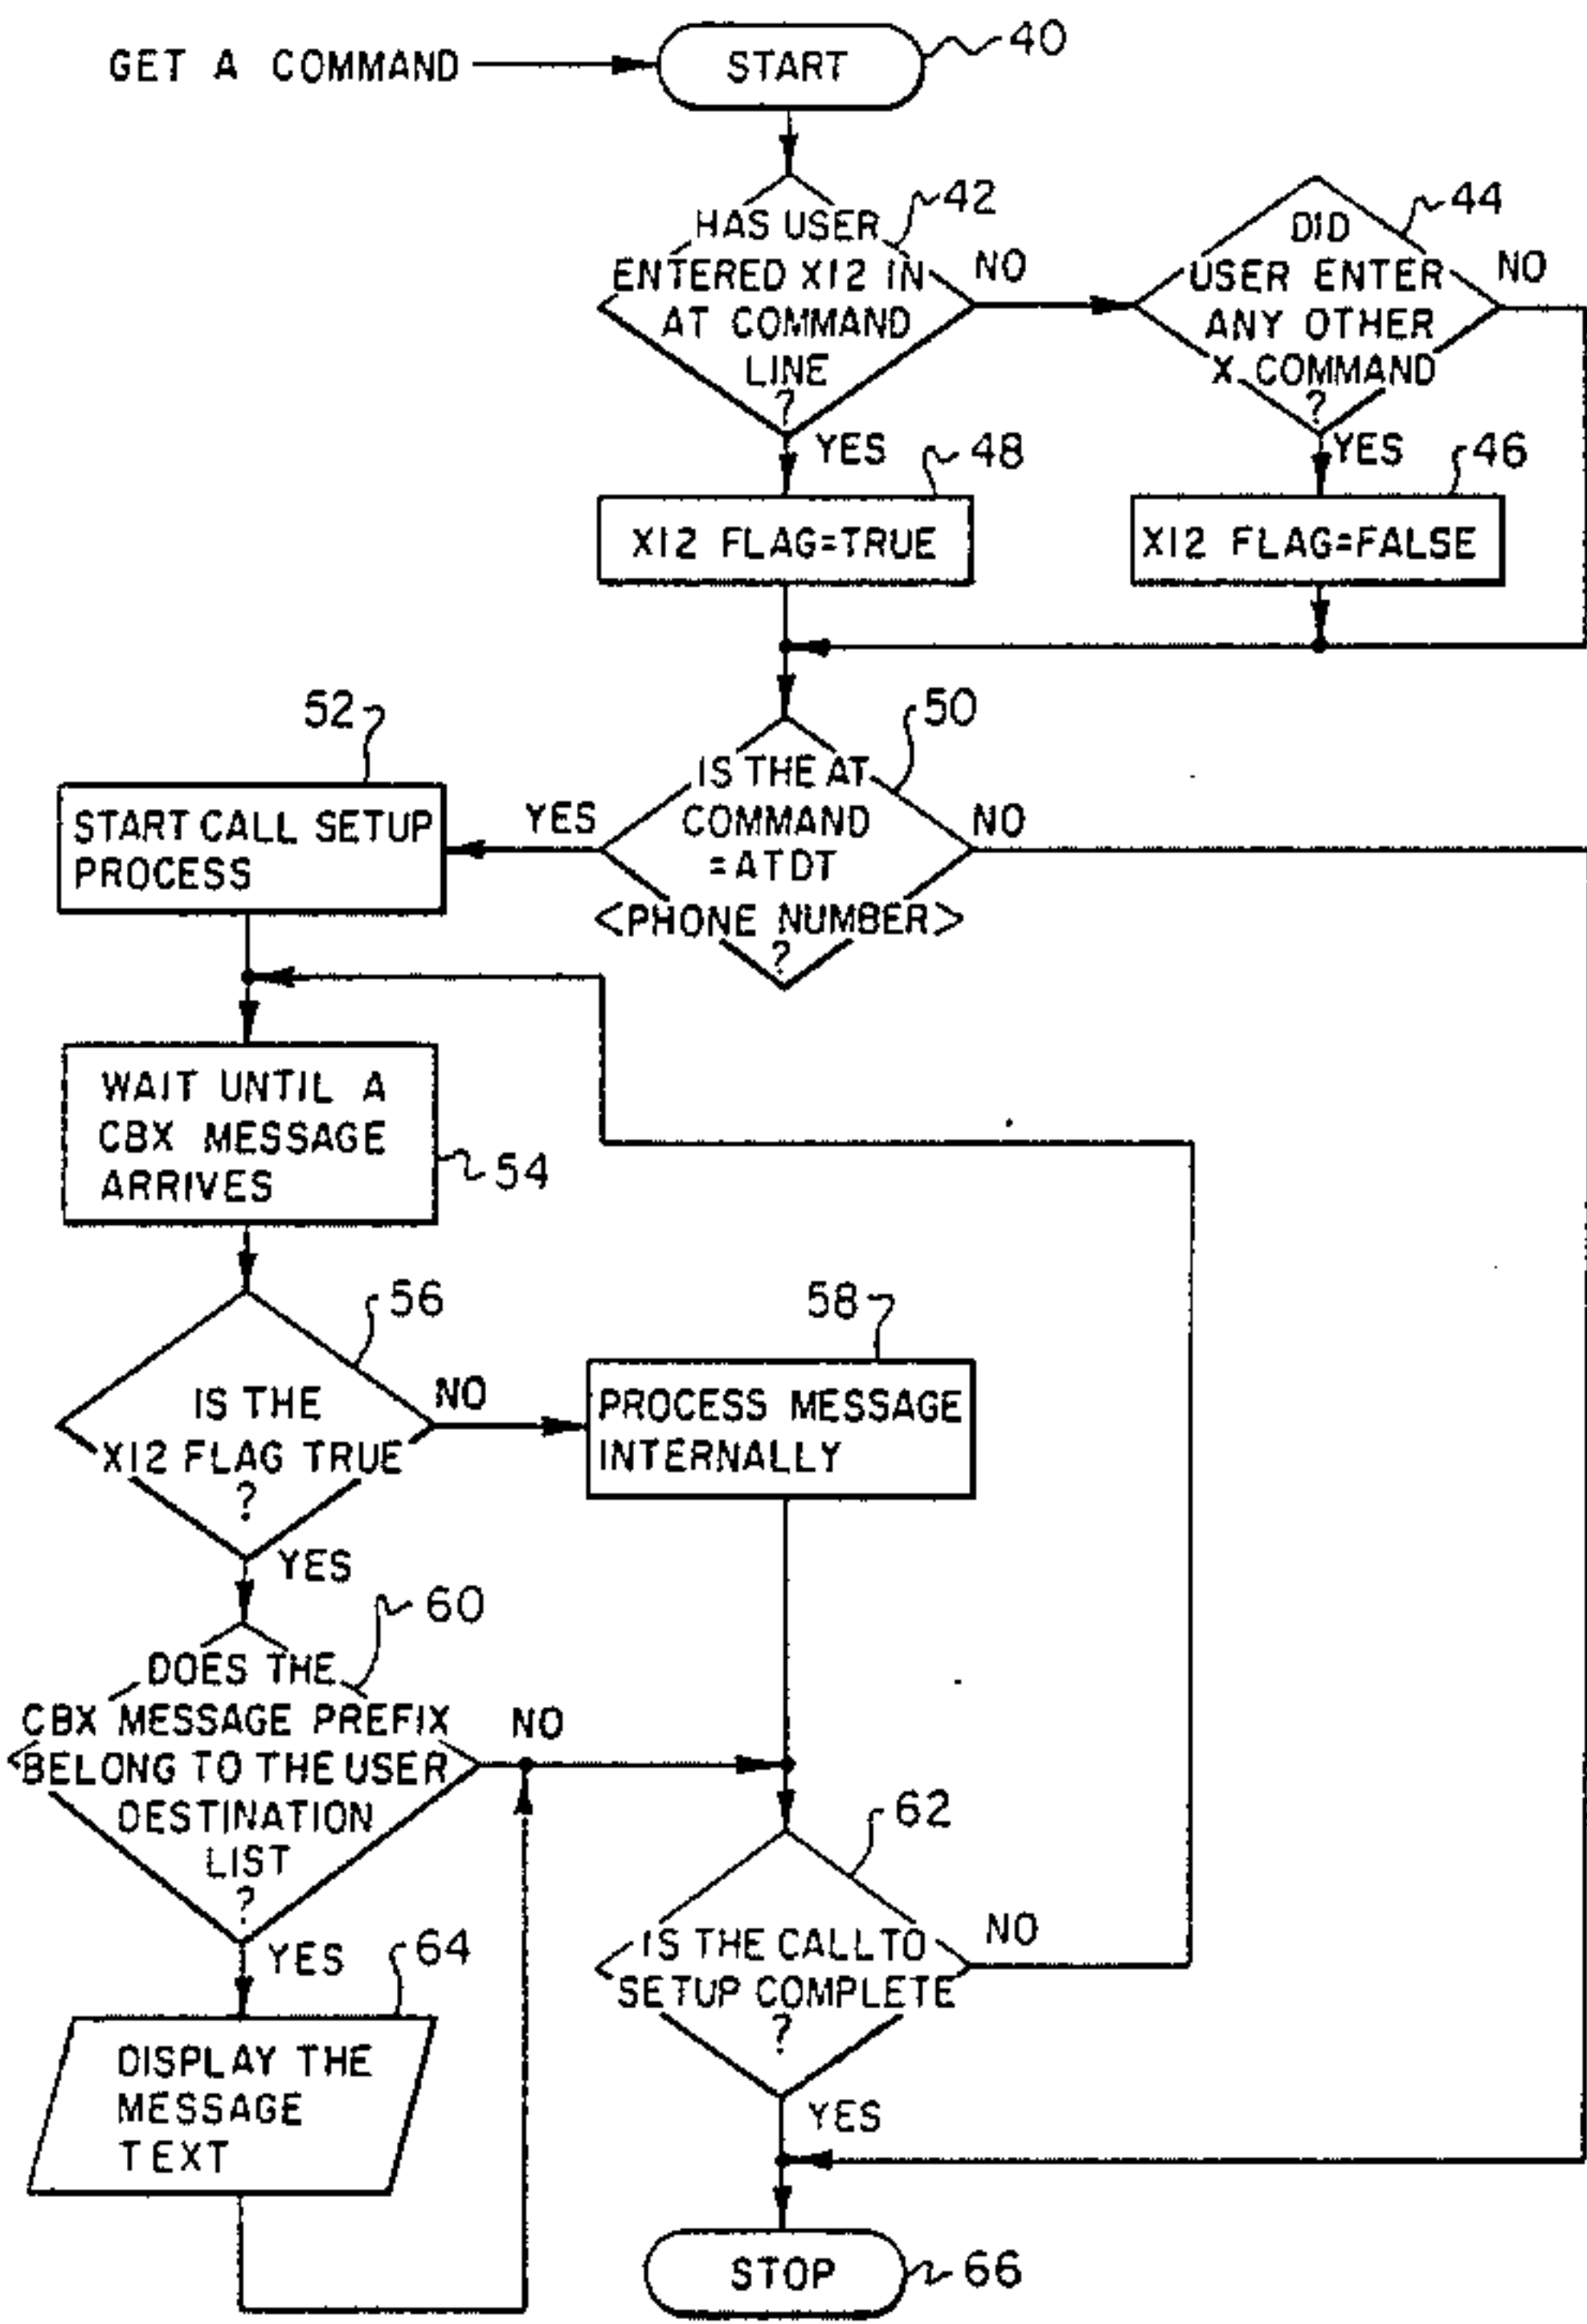 GET A COMMAND
START
40
HAS USER
ENTERED X12 IN
AT COMMAND
LINE
?
42
NO
YES
DID
USER ENTER
ANY OTHER
X COMMAND
?
44
NO
YES
X12 FLAG=TRUE
48
X12 FLAG=FALSE
46
IS THE AT
COMMAND
=ATDT
<PHONE NUMBER>
?
50
YES
NO
START CALL SETUP
PROCESS
52
WAIT UNTIL A
CBX MESSAGE
ARRIVES
54
IS THE
X12 FLAG TRUE
?
56
NO
YES
PROCESS MESSAGE
INTERNALLY
58
DOES THE
CBX MESSAGE PREFIX
BELONG TO THE USER
DESTINATION
LIST
?
60
NO
YES
IS THE CALL TO
SETUP COMPLETE
?
62
NO
YES
DISPLAY THE
MESSAGE
TEXT
64
STOP
66